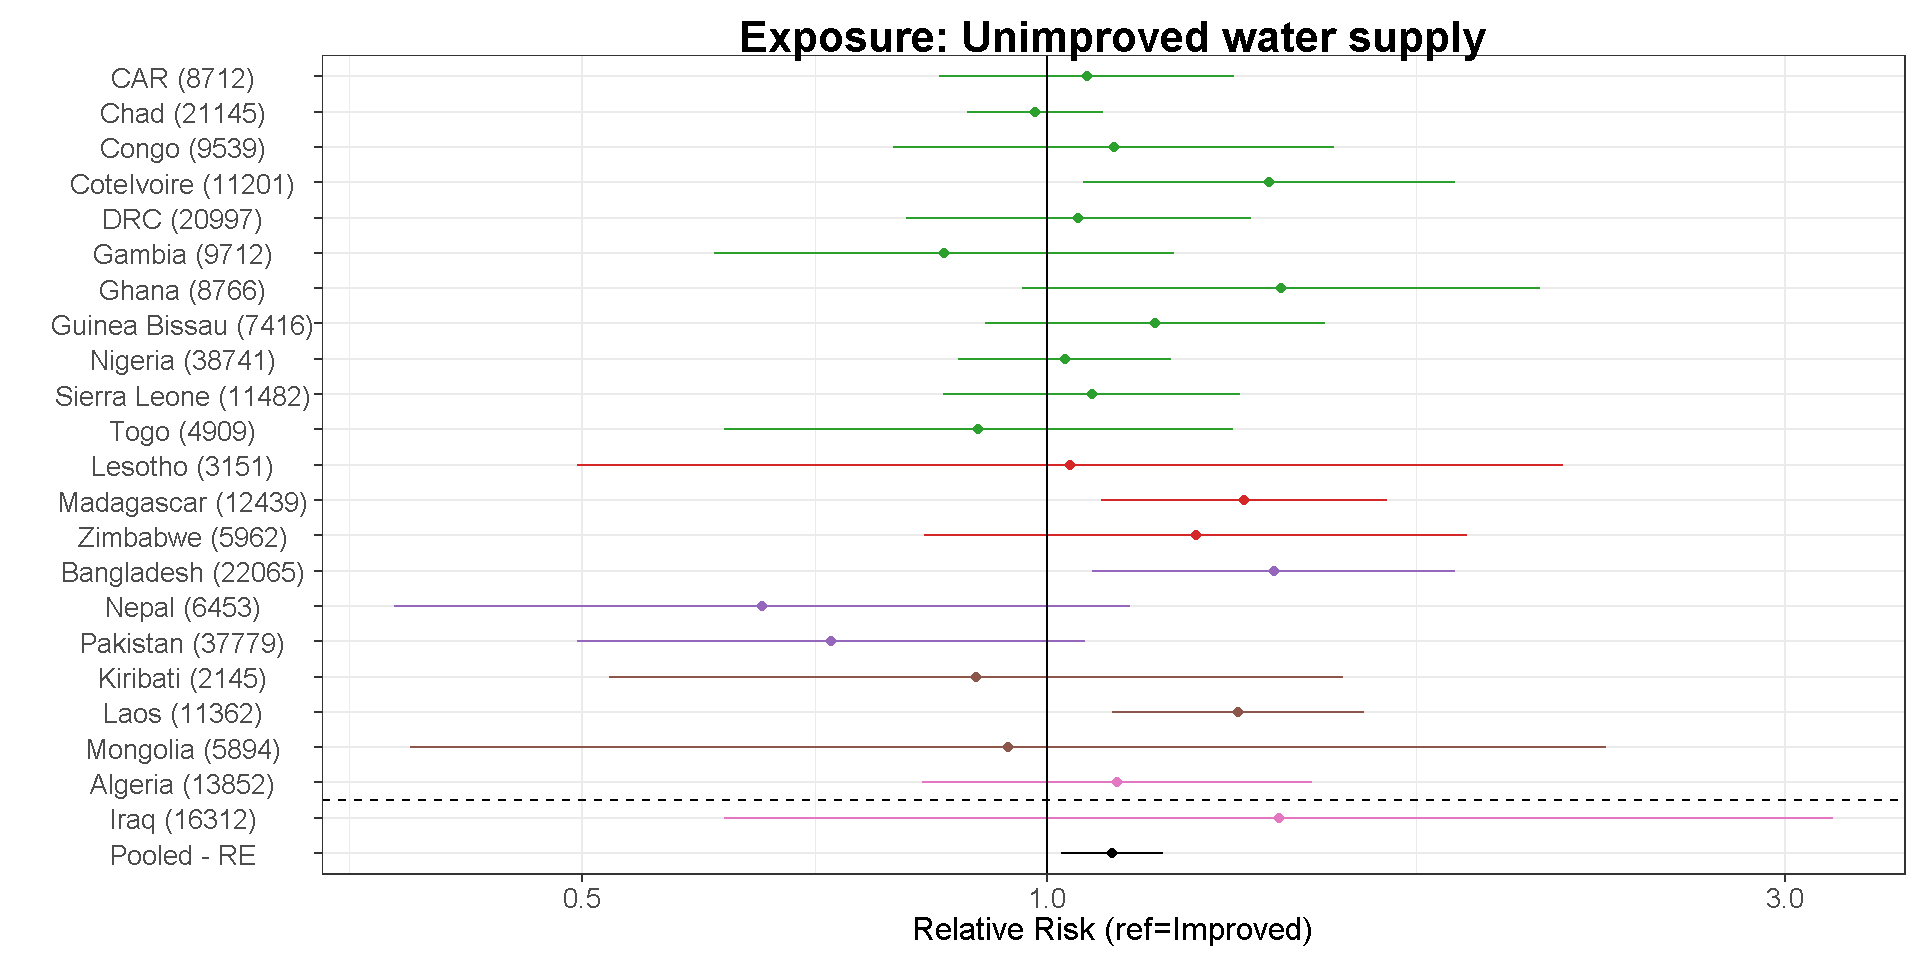 Exposure: Unimproved water supply
CAR (8712)
Chad (21145)
Congo (9539)
CoteIvoire (11201)
DRC (20997)
Gambia (9712)
Ghana (8766)
Guinea Bissau (7416)
Nigeria (38741)
Sierra Leone (11482)
Togo (4909)
Lesotho (3151)
Madagascar (12439)
Zimbabwe (5962)
Bangladesh (22065)
Nepal (6453)
Pakistan (37779)
Kiribati (2145)
Laos (11362)
Mongolia (5894)
Algeria (13852)
Iraq (16312)
Pooled - RE
0.5 1.0 3.0
Relative Risk (ref=Improved)